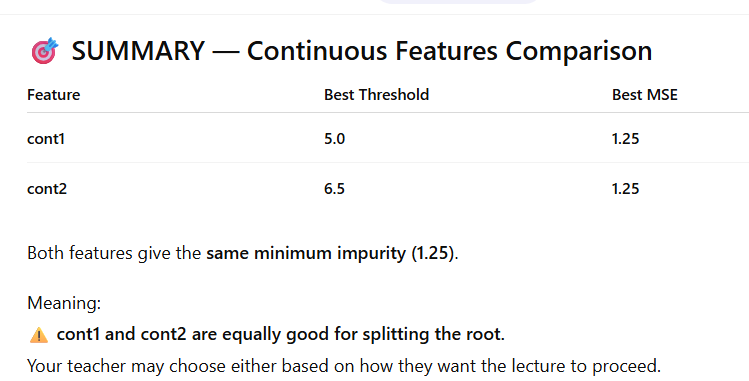 🎯 SUMMARY — Continuous Features Comparison
Feature Best Threshold Best MSE
cont1 5.0 1.25
cont2 6.5 1.25
Both features give the same minimum impurity (1.25).
Meaning:
⚠️ cont1 and cont2 are equally good for splitting the root.
Your teacher may choose either based on how they want the lecture to proceed.